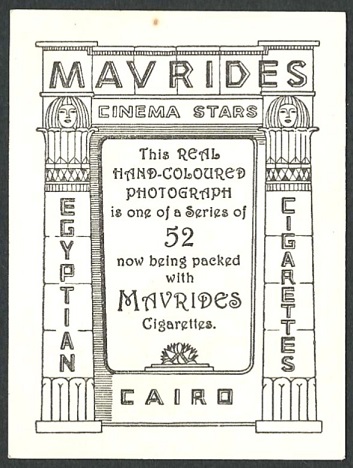 MAVRIDES
CINEMA STARS
This REAL
HAND-COLOURED
PHOTOGRAPH
is one of a Series of
52
now being packed
with
MAVRIDES
Cigarettes.
EGYPTIAN
CIGARETTES
CAIRO